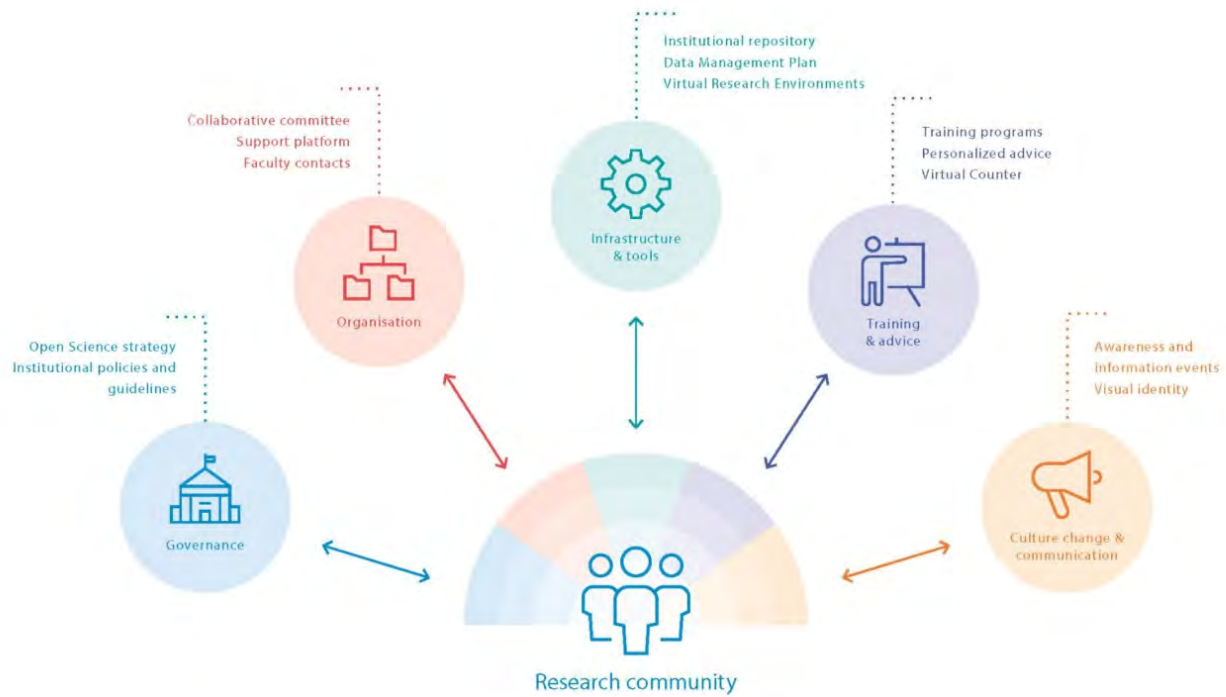 Institutional repository
Data Management Plan
Virtual Research Environments
Collaborative committee
Support platform
Faculty contacts
Training programs
Personalized advice
Virtual Counter
Infrastructure
& tools
Organisation
Training
& advice
Open Science strategy
Institutional policies and
guidelines
Awareness and
information events
Visual identity
Governance
Culture change &
communication
Research community